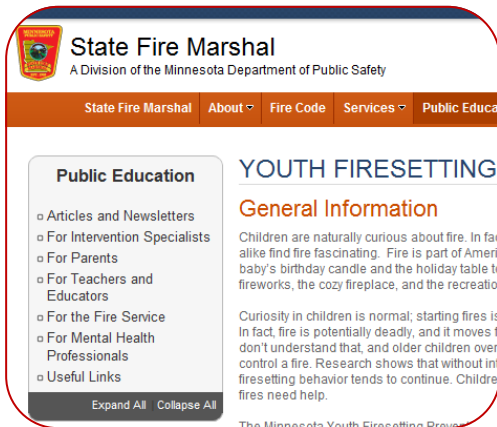 State Fire Marshal
A Division of the Minnesota Department of Public Safety
State Fire Marshal About Fire Code Services Public Educa
Public Education
Articles and Newsletters
For Intervention Specialists
For Parents
For Teachers and
Educators
For the Fire Service
For Mental Health
Professionals
Useful Links
Expand All Collapse All
YOUTH FIRESETTING
General Information
Children are naturally curious about fire. In fac
alike find fire fascinating. Fire is part of Ameri
baby's birthday candle and the holiday table t
fireworks, the cozy fireplace, and the recreatio
Curiosity in children is normal; starting fires is
In fact, fire is potentially deadly, and it moves f
don't understand that, and older children over
control a fire. Research shows that without int
firesetting behavior tends to continue. Childre
fires need help.
The Minnesota Youth Firesetting Preven